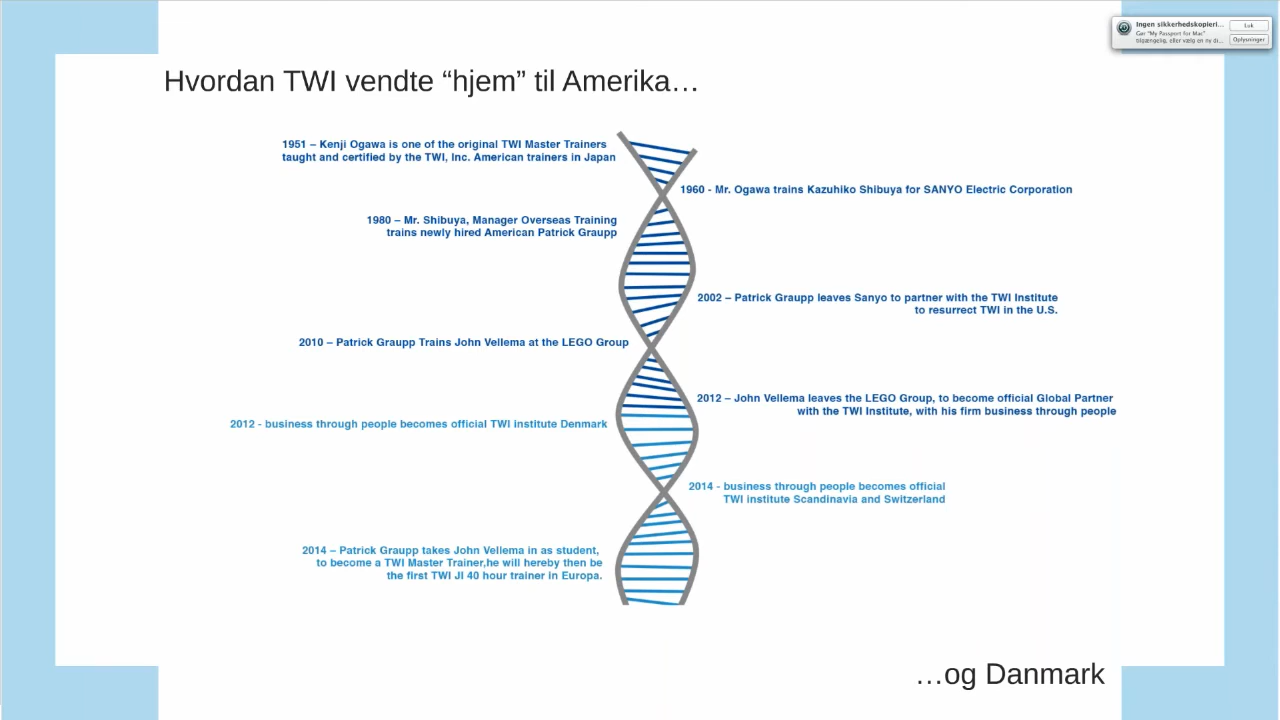 Ingen sikkerhedskopieri...
Gør "My Passport for Mac"
tilgængelig, eller vælg en ny di...
Luk
Oplysninger
Hvordan TWI vendte “hjem” til Amerika…
1951 – Kenji Ogawa is one of the original TWI Master Trainers
taught and certified by the TWI, Inc. American trainers in Japan
1960 - Mr. Ogawa trains Kazuhiko Shibuya for SANYO Electric Corporation
1980 – Mr. Shibuya, Manager Overseas Training
trains newly hired American Patrick Graupp
2002 – Patrick Graupp leaves Sanyo to partner with the TWI Institute
to resurrect TWI in the U.S.
2010 – Patrick Graupp Trains John Vellema at the LEGO Group
2012 – John Vellema leaves the LEGO Group, to become official Global Partner
with the TWI Institute, with his firm business through people
2012 - business through people becomes official TWI institute Denmark
2014 - business through people becomes official
TWI institute Scandinavia and Switzerland
2014 – Patrick Graupp takes John Vellema in as student,
to become a TWI Master Trainer,he will hereby then be
the first TWI JI 40 hour trainer in Europa.
…og Danmark